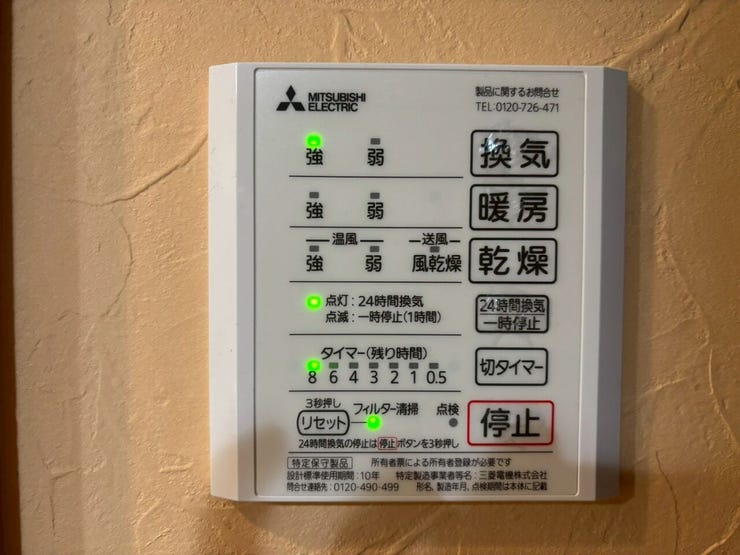 MITSUBISHI
ELECTRIC
製品に関するお問合せ
TEL:0120-726-471
強 弱 換気
強 弱 暖房
温風 送風
強 弱 風乾燥 乾燥
点灯:24時間換気
点滅:一時停止(1時間)
24時間換気
一時停止
タイマー(残り時間)
8 6 4 3 2 1 0.5
切タイマー
3秒押し
リセット フィルター清掃 点検
停止
24時間換気の停止は停止ボタンを3秒押し
特定保守製品 所有者票による所有者登録が必要です
設計標準使用期間:10年 特定製造事業者等名:三菱電機株式会社
問合せ連絡先:0120-490-499 形名、製造年月、点検期間は本体に記載